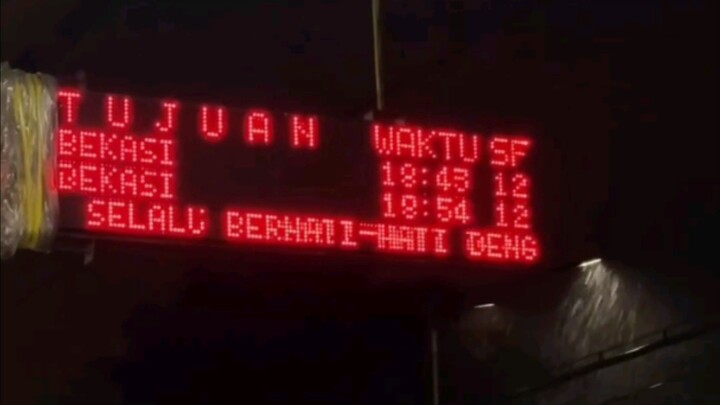 TUJUAN WAKTU SF
BEKASI 18:43 12
BEKASI 18:54 12
SELALU BERHATI-HATI DENG